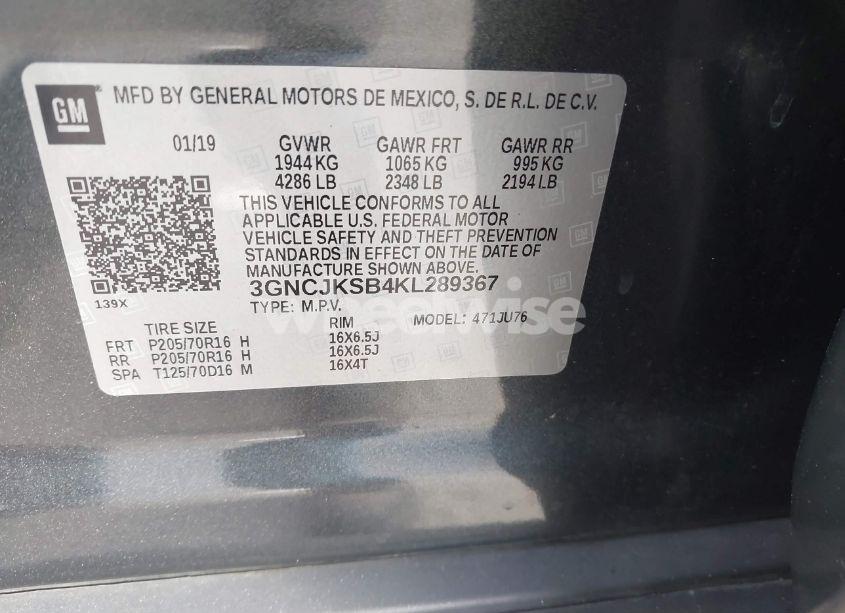 GM
MFD BY GENERAL MOTORS DE MEXICO, S. DE R.L. DE C.V.
01/19 GVWR GAWR FRT GAWR RR
1944 KG 1065 KG 995 KG
4286 LB 2348 LB 2194 LB
THIS VEHICLE CONFORMS TO ALL
APPLICABLE U.S. FEDERAL MOTOR
VEHICLE SAFETY AND THEFT PREVENTION
STANDARDS IN EFFECT ON THE DATE OF
MANUFACTURE SHOWN ABOVE.
3GNCJKSB4KL289367
139X
TYPE: M.P.V. MODEL: 471JU76
wheelwise
TIRE SIZE RIM
FRT P205/70R16 H 16X6.5J
RR P205/70R16 H 16X6.5J
SPA T125/70D16 M 16X4T